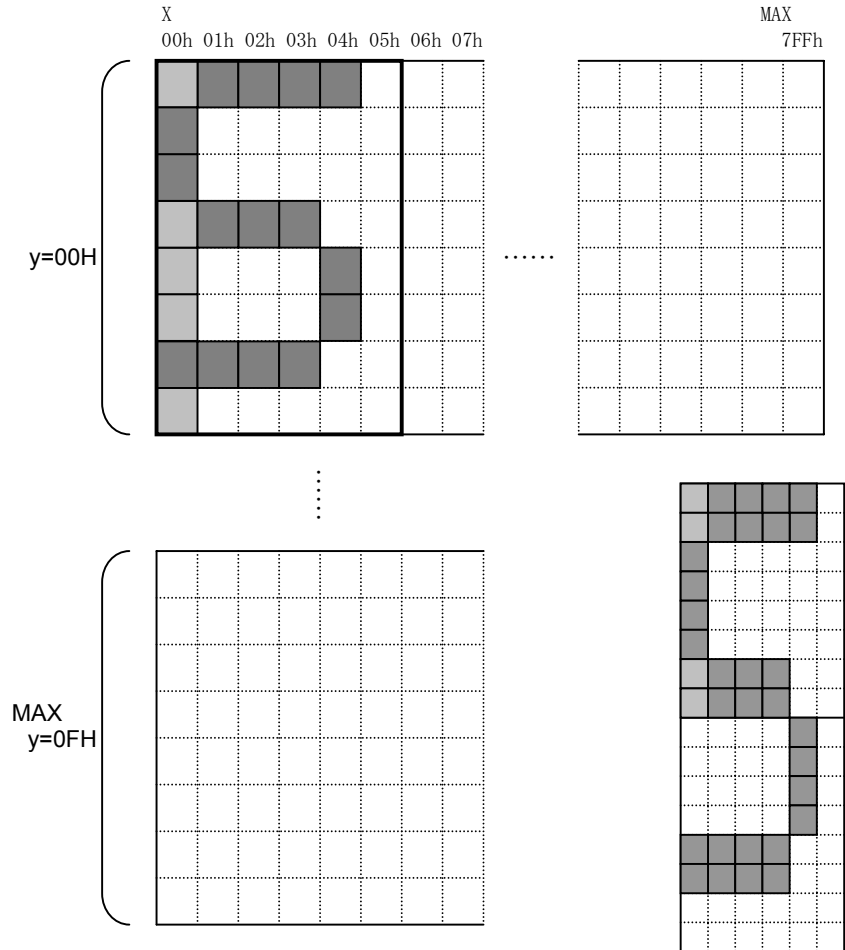 X MAX
00h 01h 02h 03h 04h 05h 06h 07h 7FFh
y=00H
......
......
MAX
y=0FH